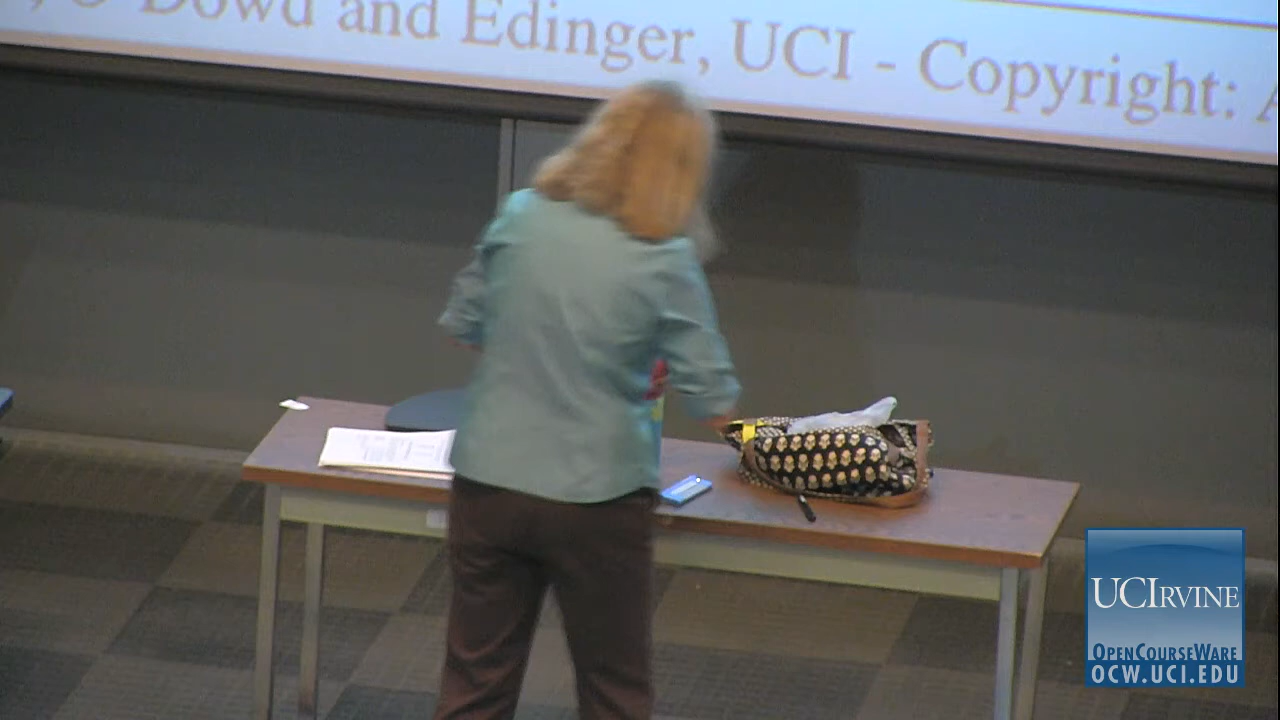 , O'Dowd and Edinger, UCI - Copyright: A
UCIRVINE
OPENCOURSEWARE
OCW.UCI.EDU